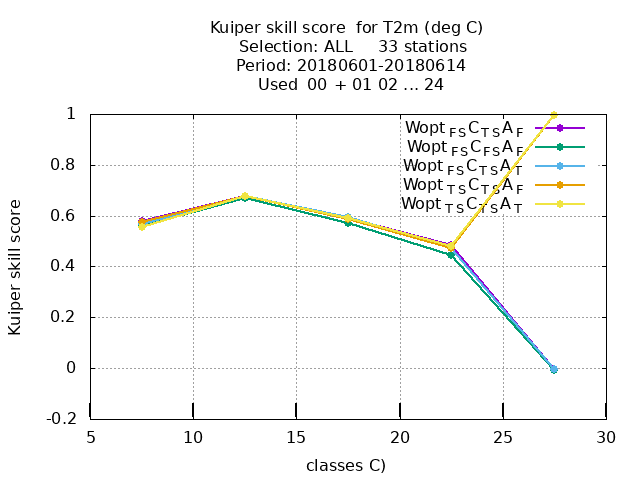 Kuiper skill score  for T2m (deg C)
Selection: ALL     33 stations
Period: 20180601-20180614
Used  00  + 01 02 ... 24
Kuiper skill score
1
0.8
0.6
0.4
0.2
0
-0.2
Wopt FS C TS A F
Wopt FS C FS A F
Wopt FS C TS A T
Wopt TS C TS A F
Wopt TS C TS A T
5 10 15 20 25 30
classes C)